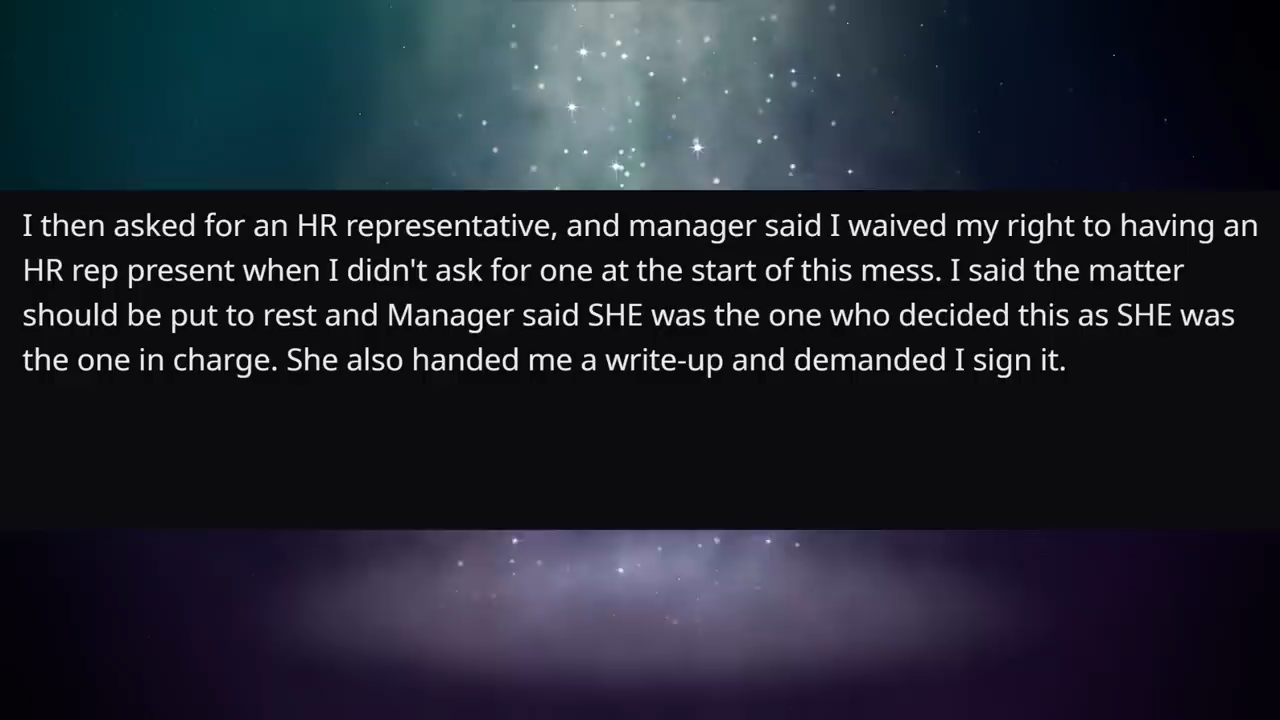 I then asked for an HR representative, and manager said I waived my right to having an
HR rep present when I didn't ask for one at the start of this mess. I said the matter
should be put to rest and Manager said SHE was the one who decided this as SHE was
the one in charge. She also handed me a write-up and demanded I sign it.